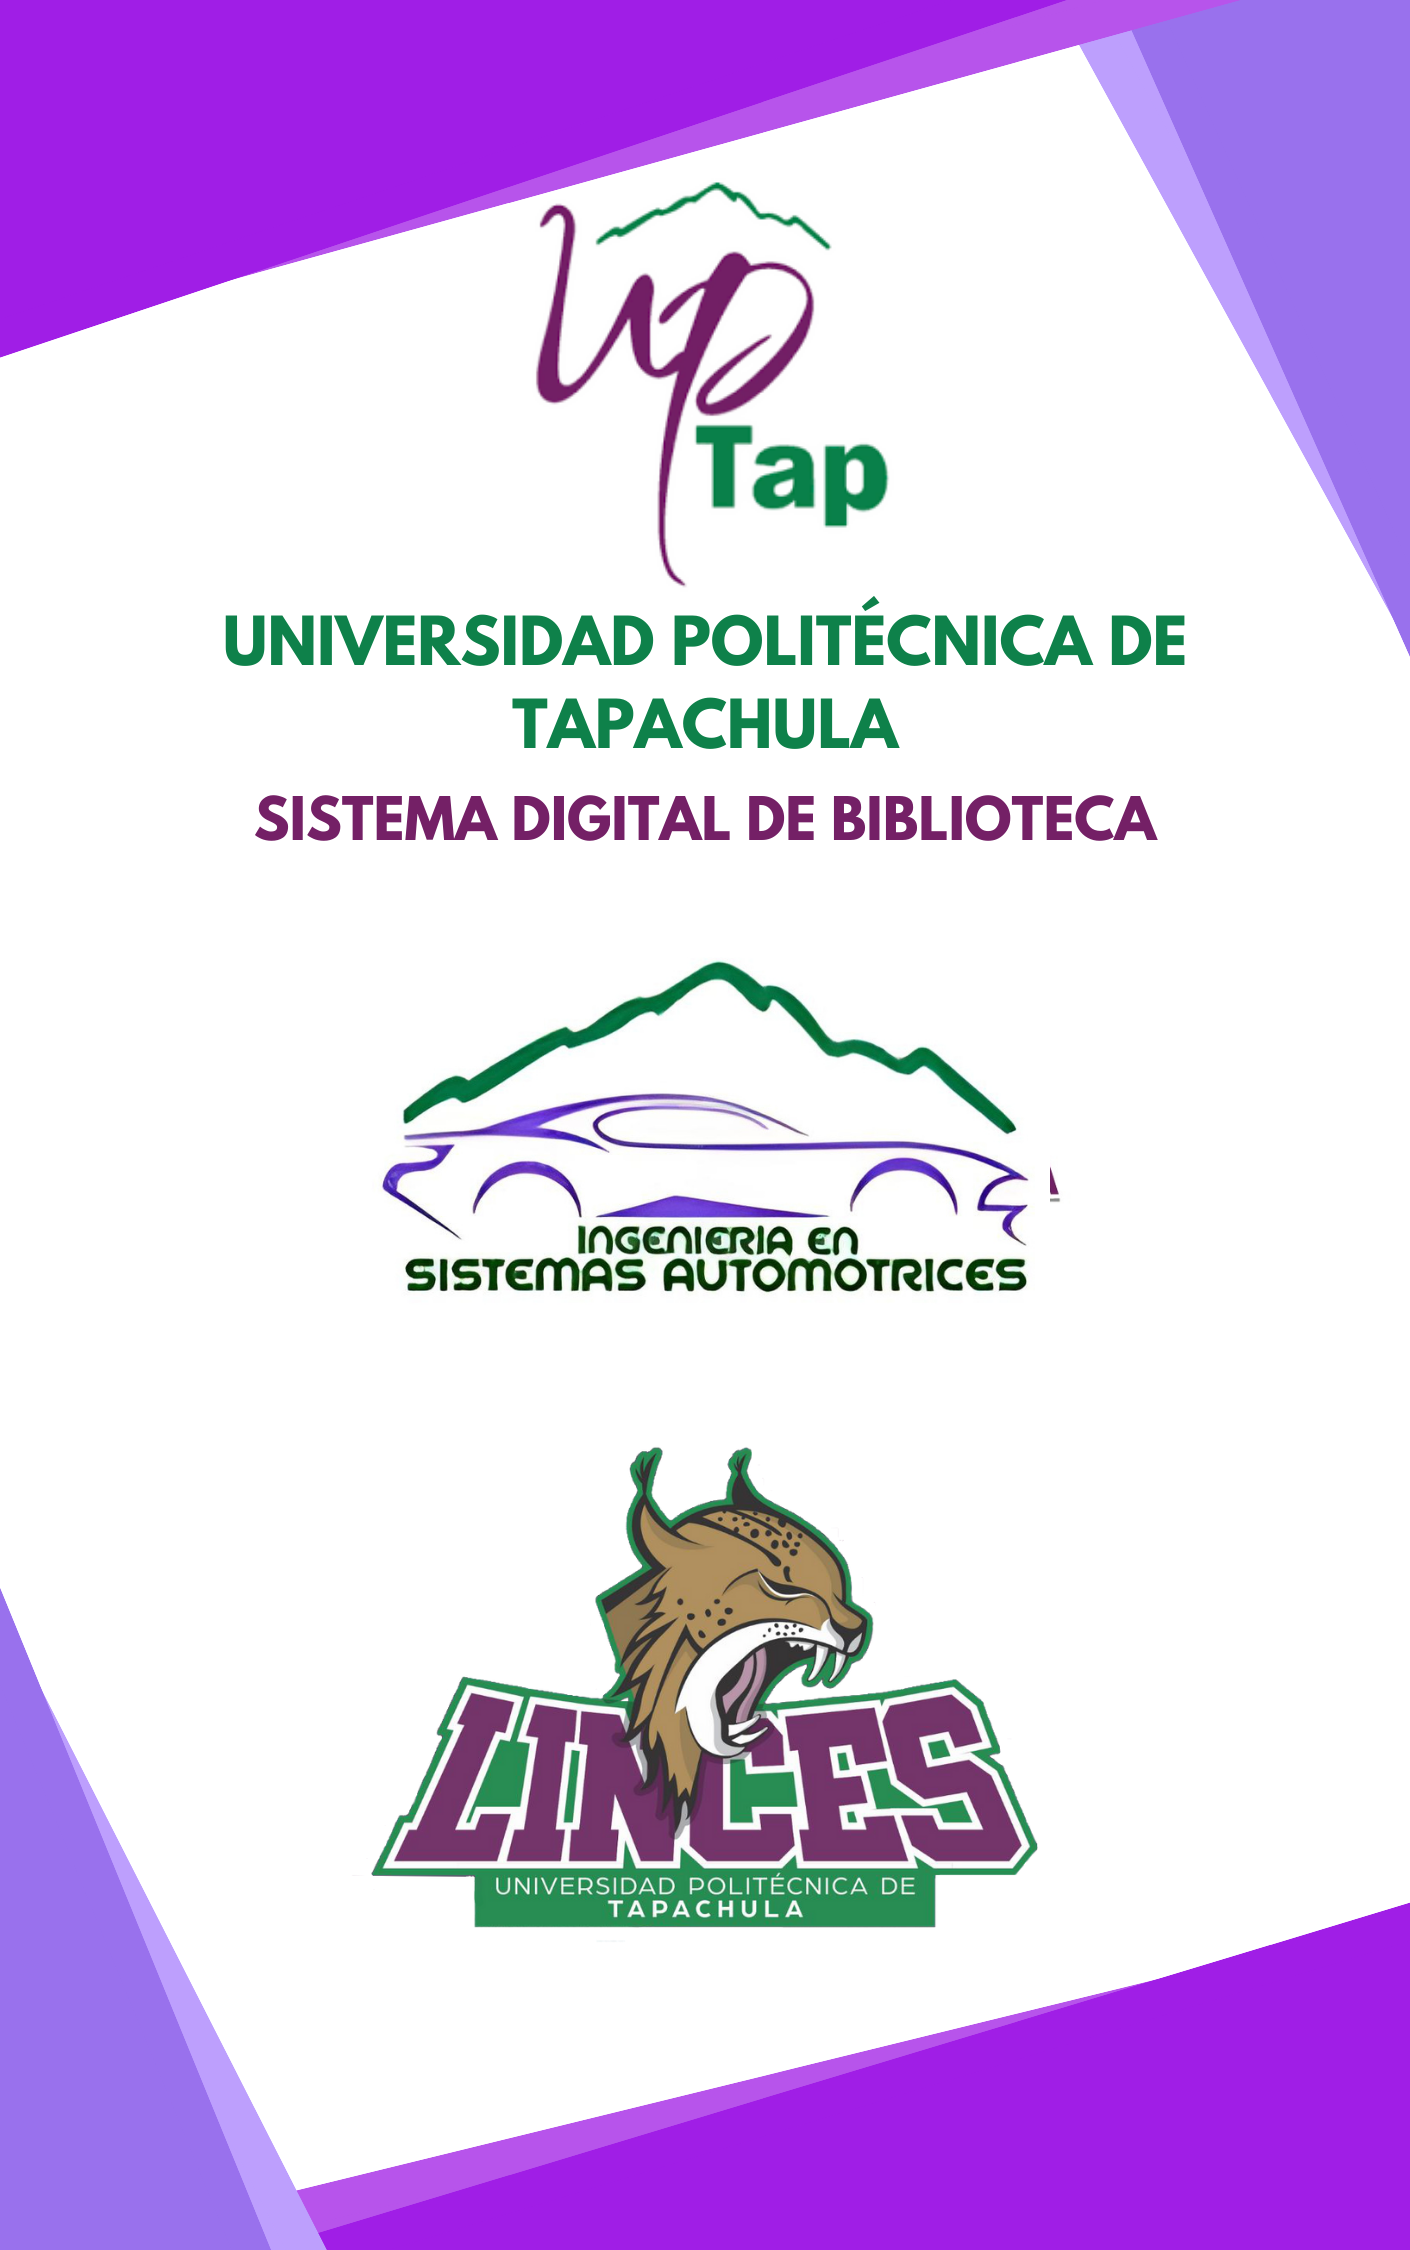 up
Tap
UNIVERSIDAD POLITÉCNICA DE
TAPACHULA
SISTEMA DIGITAL DE BIBLIOTECA
INGENIERIA EN
SISTEMAS AUTOMOTRICES
LINCES
UNIVERSIDAD POLITÉCNICA DE
TAPACHULA